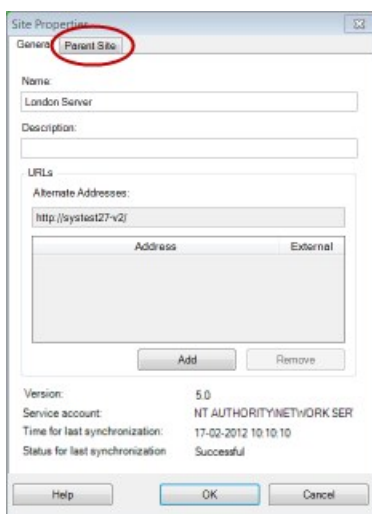 Site Properties
General Parent Site
Name:
London Server
Description:
URLs
Alternate Addresses:
http://systest27-v2/
Address External
Add Remove
Version: 5.0
Service account: NT AUTHORITY\NETWORK SER
Time for last synchronization: 17-02-2012 10:10:10
Status for last synchronization Successful
Help OK Cancel